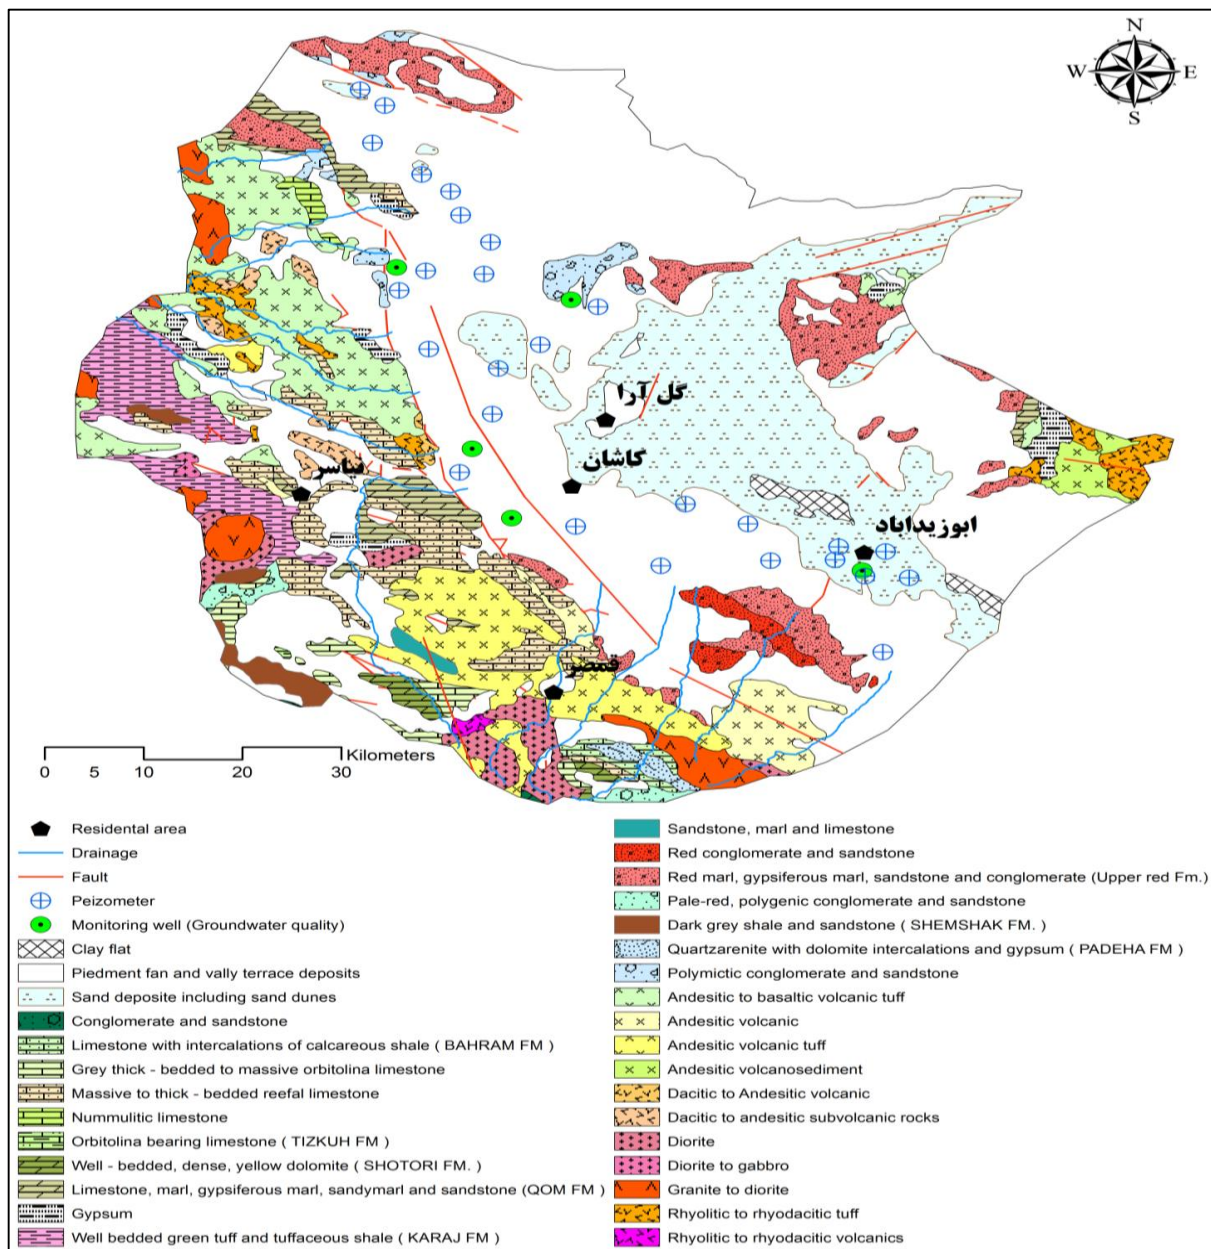 N
W E
S
گل آرا
کاشان
نیاسر
ابوزیداباد
قمصر
Kilometers
0 5 10 20 30
Residental area
Drainage
Fault
Peizometer
Monitoring well (Groundwater quality)
Clay flat
Piedment fan and vally terrace deposits
Sand deposite including sand dunes
Conglomerate and sandstone
Limestone with intercalations of calcareous shale ( BAHRAM FM )
Grey thick - bedded to massive orbitolina limestone
Massive to thick - bedded reefal limestone
Nummulitic limestone
Orbitolina bearing limestone ( TIZKUH FM )
Well - bedded, dense, yellow dolomite ( SHOTORI FM. )
Limestone, marl, gypsiferous marl, sandymarl and sandstone (QOM FM )
Gypsum
Well bedded green tuff and tuffaceous shale ( KARAJ FM )
Sandstone, marl and limestone
Red conglomerate and sandstone
Red marl, gypsiferous marl, sandstone and conglomerate (Upper red Fm.)
Pale-red, polygenic conglomerate and sandstone
Dark grey shale and sandstone ( SHEMSHAK FM. )
Quartzarenite with dolomite intercalations and gypsum ( PADEHA FM )
Polymictic conglomerate and sandstone
Andesitic to basaltic volcanic tuff
Andesitic volcanic
Andesitic volcanic tuff
Andesitic volcanosediment
Dacitic to Andesitic volcanic
Dacitic to andesitic subvolcanic rocks
Diorite
Diorite to gabbro
Granite to diorite
Rhyolitic to rhyodacitic tuff
Rhyolitic to rhyodacitic volcanics